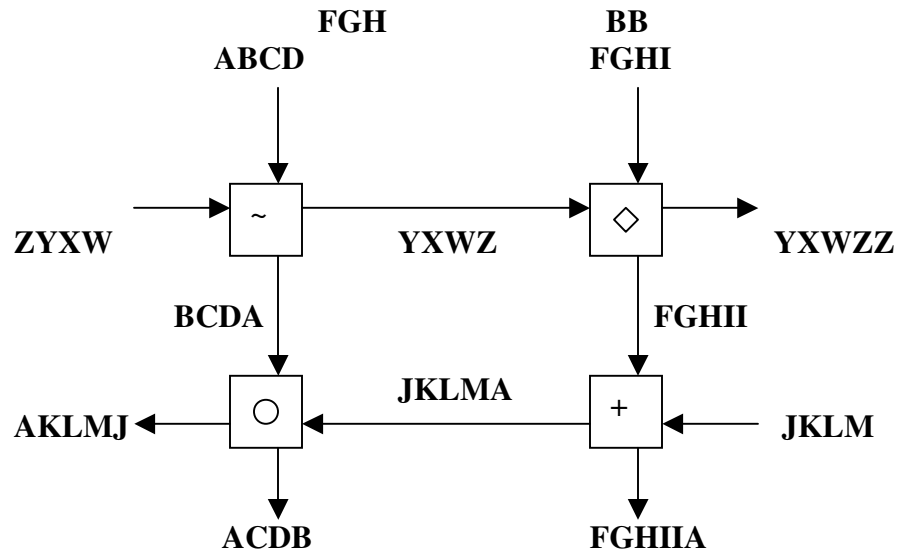 FGH BB
ABCD FGHI
~ ◇
ZYXW YXWZ YXWZZ
BCDA FGHII
JKLMA
AKLMJ ○ + JKLM
ACDB FGHIIA